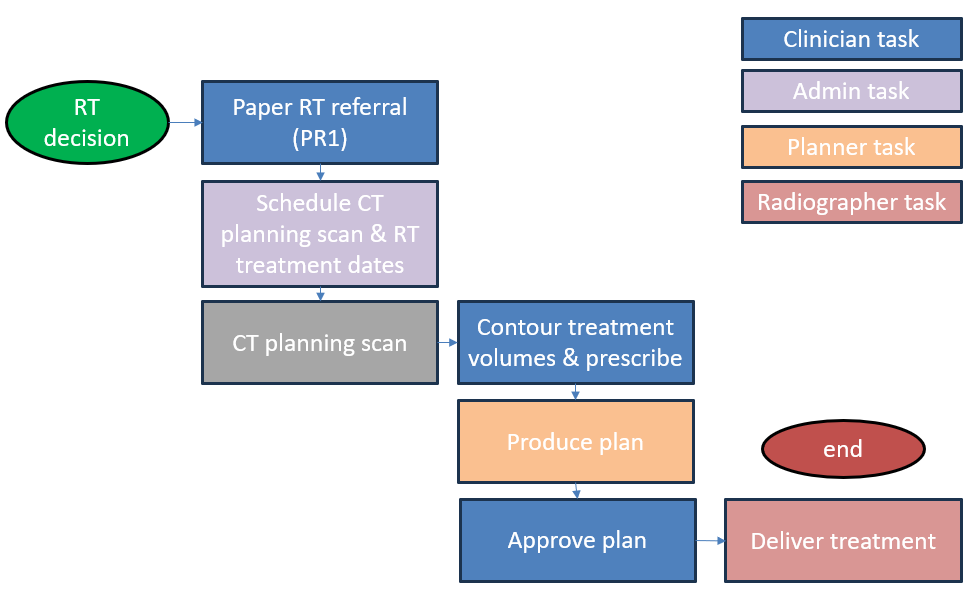 RT
decision
Paper RT referral
(PR1)
Schedule CT
planning scan & RT
treatment dates
CT planning scan
Contour treatment
volumes & prescribe
Produce plan
Approve plan
Deliver treatment
end
Clinician task
Admin task
Planner task
Radiographer task